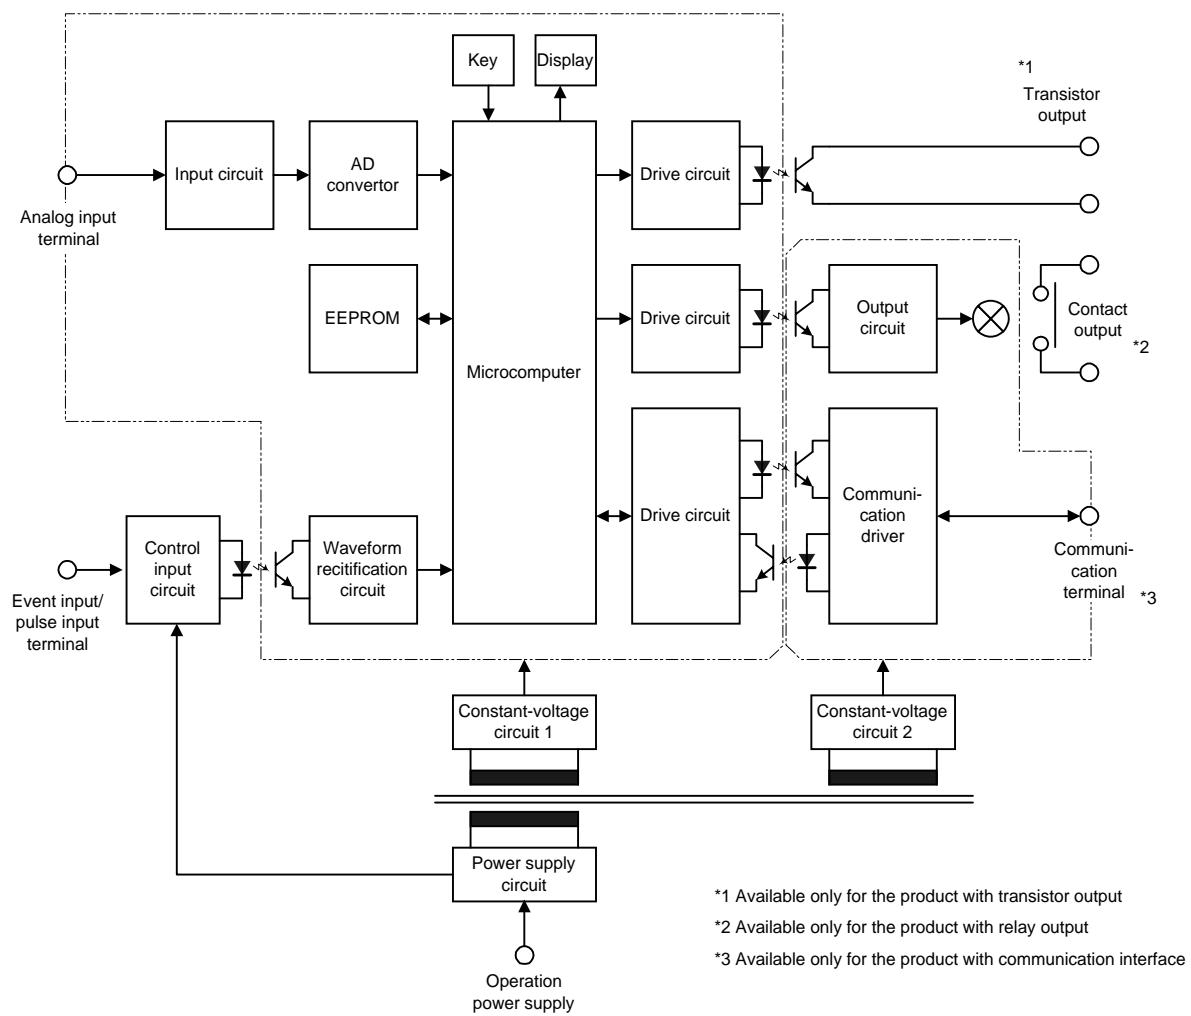 Key
Display
*1
Transistor
output
Input circuit
AD
convertor
Drive circuit
Analog input
terminal
EEPROM
Drive circuit
Output
circuit
Contact
output
*2
Microcomputer
Communi-
cation
driver
Drive circuit
Control
input
circuit
Waveform
recitification
circuit
Communi-
cation
terminal
*3
Event input/
pulse input
terminal
Constant-voltage
circuit 1
Constant-voltage
circuit 2
Power supply
circuit
*1 Available only for the product with transistor output
*2 Available only for the product with relay output
*3 Available only for the product with communication interface
Operation
power supply